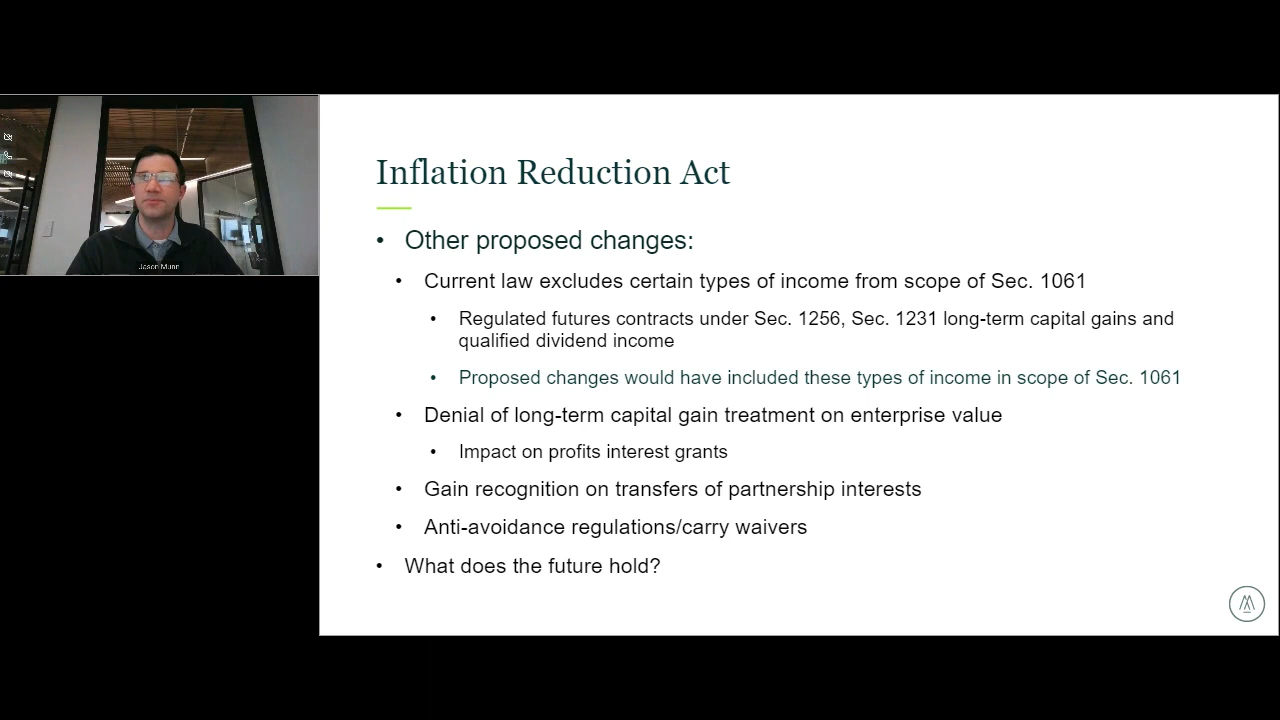 Jason Munn
Inflation Reduction Act
• Other proposed changes:
• Current law excludes certain types of income from scope of Sec. 1061
• Regulated futures contracts under Sec. 1256, Sec. 1231 long-term capital gains and
qualified dividend income
• Proposed changes would have included these types of income in scope of Sec. 1061
• Denial of long-term capital gain treatment on enterprise value
• Impact on profits interest grants
• Gain recognition on transfers of partnership interests
• Anti-avoidance regulations/carry waivers
• What does the future hold?